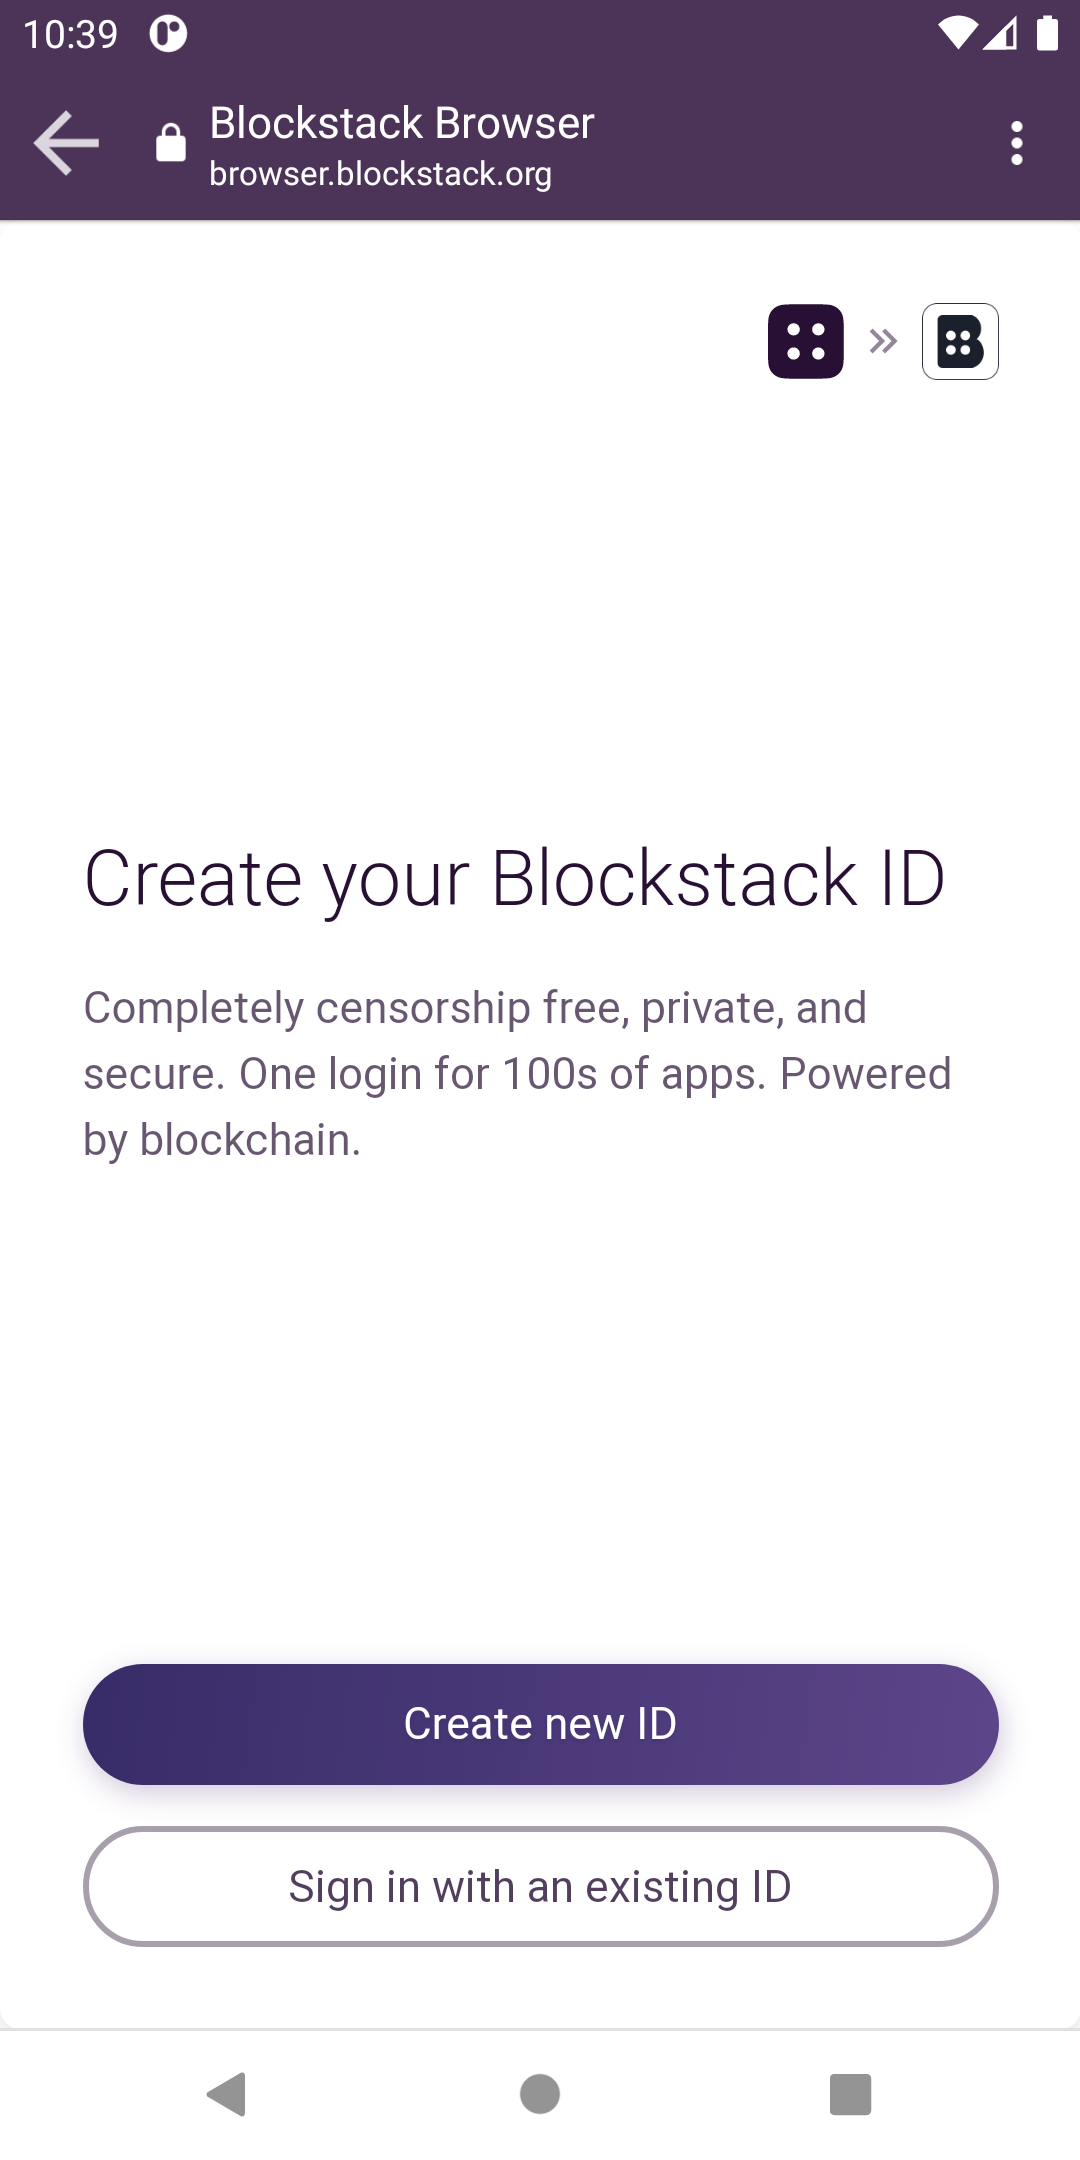 10:39
Blockstack Browser
browser.blockstack.org
Create your Blockstack ID
Completely censorship free, private, and
secure. One login for 100s of apps. Powered
by blockchain.
Create new ID
Sign in with an existing ID